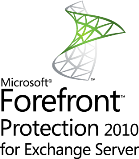 Microsoft®
Forefront™
Protection 2010
for Exchange Server